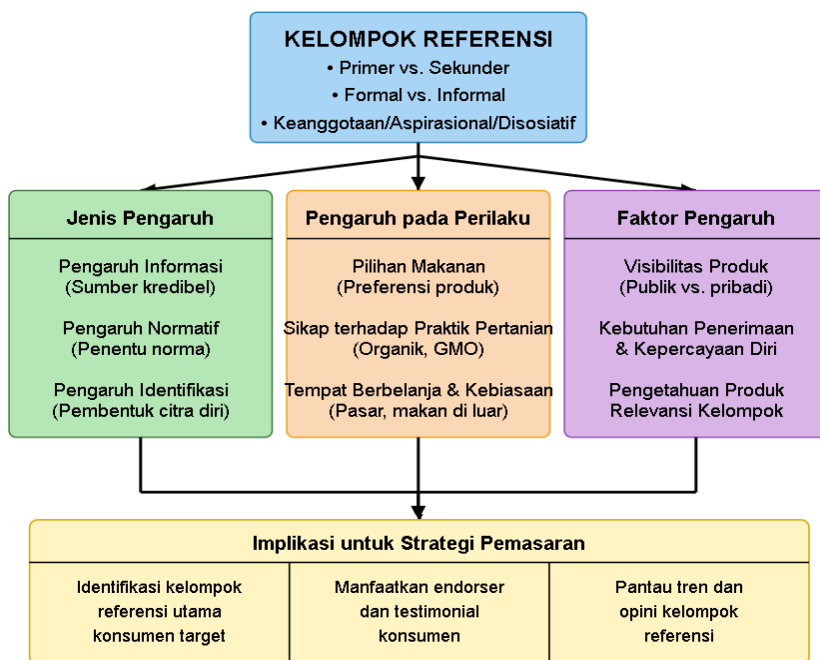 KELOMPOK REFERENSI
• Primer vs. Sekunder
• Formal vs. Informal
• Keanggotaan/Aspirasional/Disosiatif
Jenis Pengaruh
Pengaruh Informasi
(Sumber kredibel)
Pengaruh Normatif
(Penentu norma)
Pengaruh Identifikasi
(Pembentuk citra diri)
Pengaruh pada Perilaku
Pilihan Makanan
(Preferensi produk)
Sikap terhadap Praktik Pertanian
(Organik, GMO)
Tempat Berbelanja & Kebiasaan
(Pasar, makan di luar)
Faktor Pengaruh
Visibilitas Produk
(Publik vs. pribadi)
Kebutuhan Penerimaan
& Kepercayaan Diri
Pengetahuan Produk
Relevansi Kelompok
Implikasi untuk Strategi Pemasaran
Identifikasi kelompok
referensi utama
konsumen target
Manfaatkan endorser
dan testimonial
konsumen
Pantau tren dan
opini kelompok
referensi